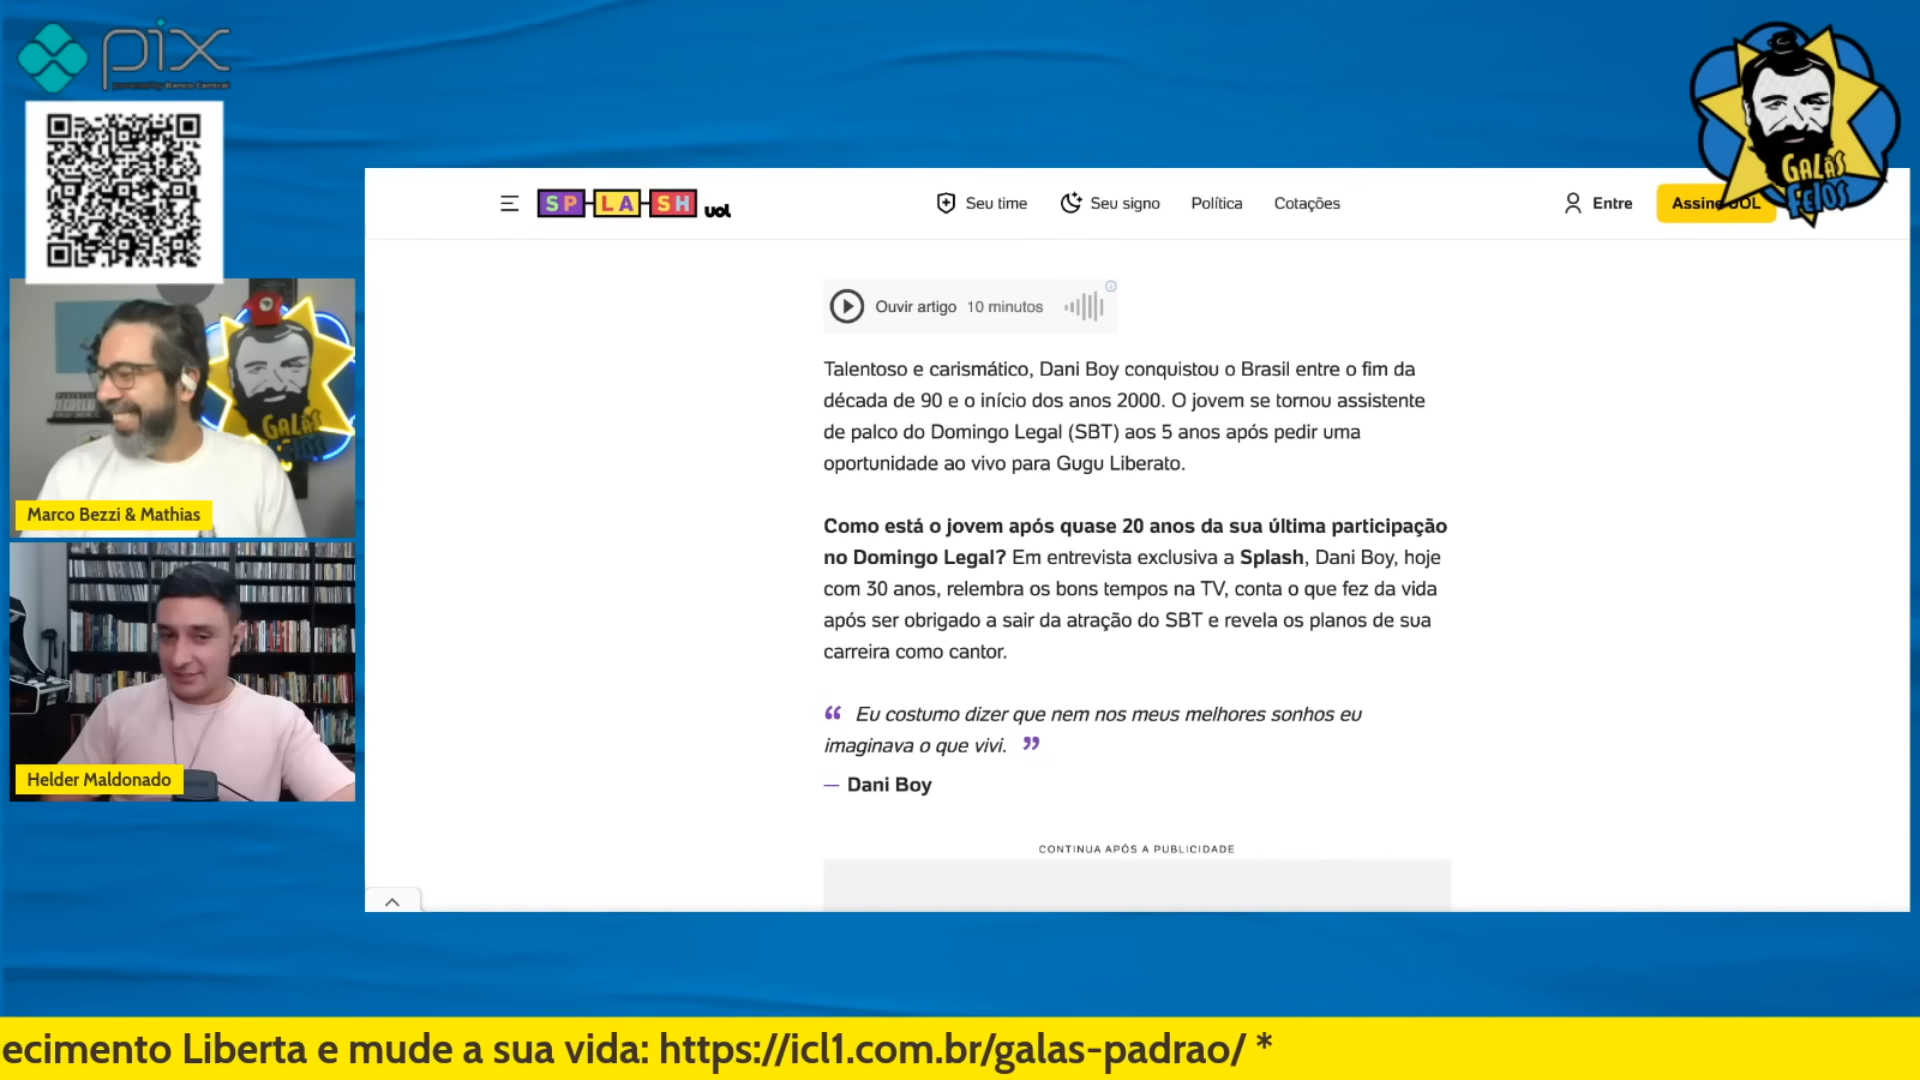 pix
powered by Banco Central
GALÃS
FEIOS
SPLASH uol
Seu time
Seu signo
Política
Cotações
Entre
Assine UOL
Ouvir artigo 10 minutos
Talentoso e carismático, Dani Boy conquistou o Brasil entre o fim da
década de 90 e o início dos anos 2000. O jovem se tornou assistente
de palco do Domingo Legal (SBT) aos 5 anos após pedir uma
oportunidade ao vivo para Gugu Liberato.
Como está o jovem após quase 20 anos da sua última participação
no Domingo Legal? Em entrevista exclusiva a Splash, Dani Boy, hoje
com 30 anos, relembra os bons tempos na TV, conta o que fez da vida
após ser obrigado a sair da atração do SBT e revela os planos de sua
carreira como cantor.
“ Eu costumo dizer que nem nos meus melhores sonhos eu
imaginava o que vivi. ”
— Dani Boy
CONTINUA APÓS A PUBLICIDADE
GALÃS
FEIOS
Marco Bezzi & Mathias
Helder Maldonado
ecimento Liberta e mude a sua vida: https://icl1.com.br/galas-padrao/ *